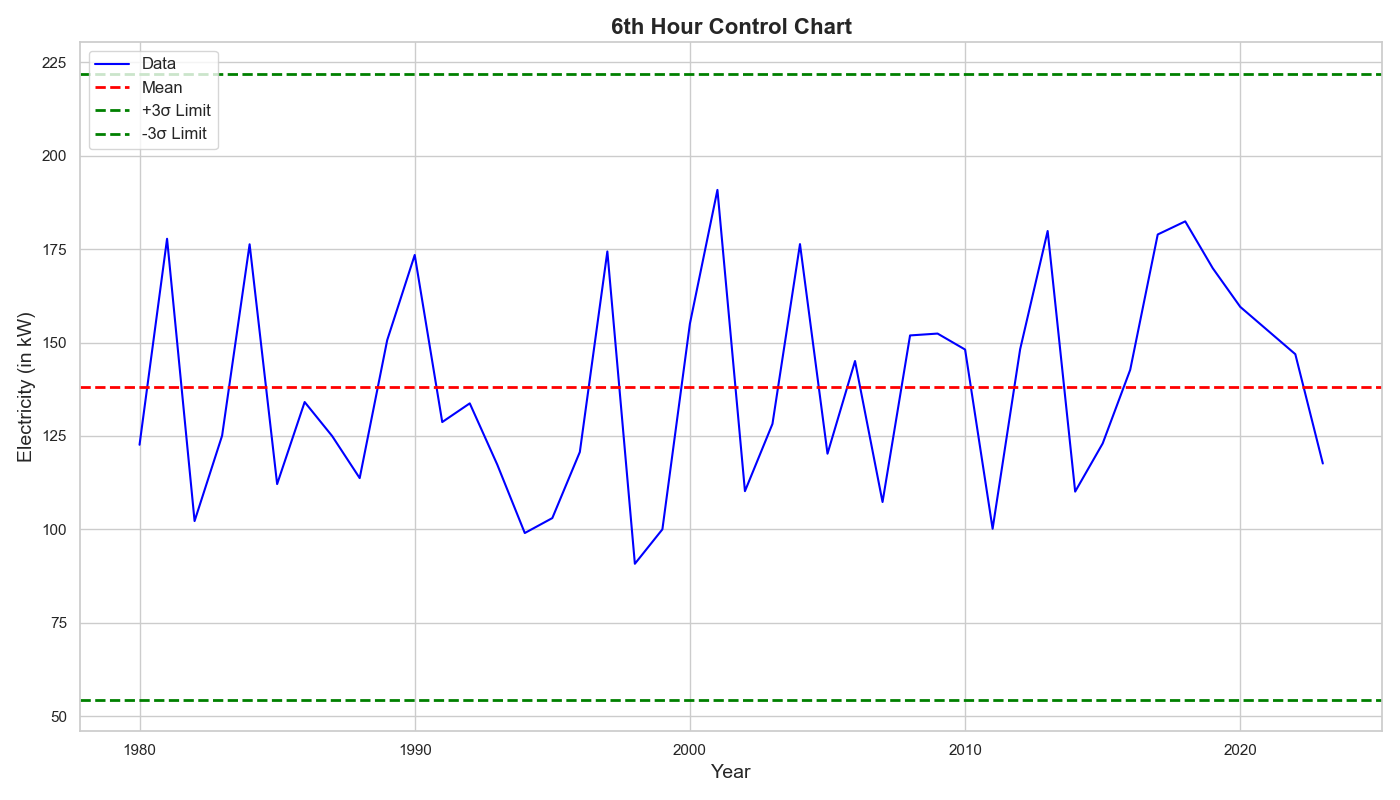 6th Hour Control Chart
Data
Mean
+3σ Limit
-3σ Limit
225
200
175
150
125
100
75
50
Electricity (in kW)
1980
1990
2000
2010
2020
Year